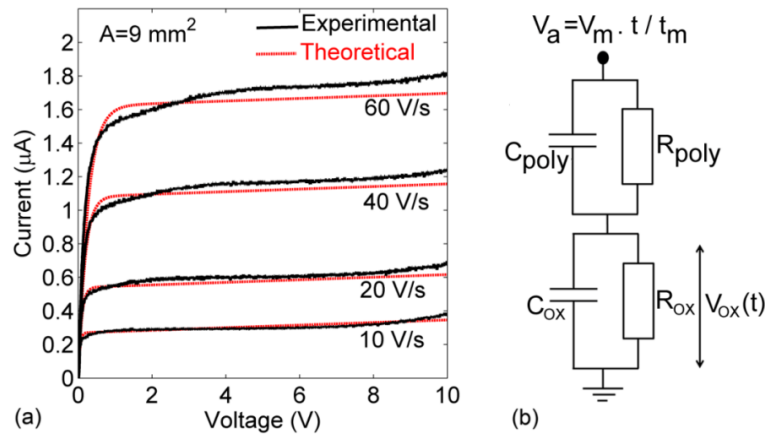 A=9 mm²
Experimental
Theoretical
60 V/s
40 V/s
20 V/s
10 V/s
Current (μA)
2
1.8
1.6
1.4
1.2
1
0.8
0.6
0.4
0.2
0
0 2 4 6 8 10
Voltage (V)
(a)
Va=Vm . t / tm
Cpoly
Rpoly
Cox
ROX
VOX(t)
(b)